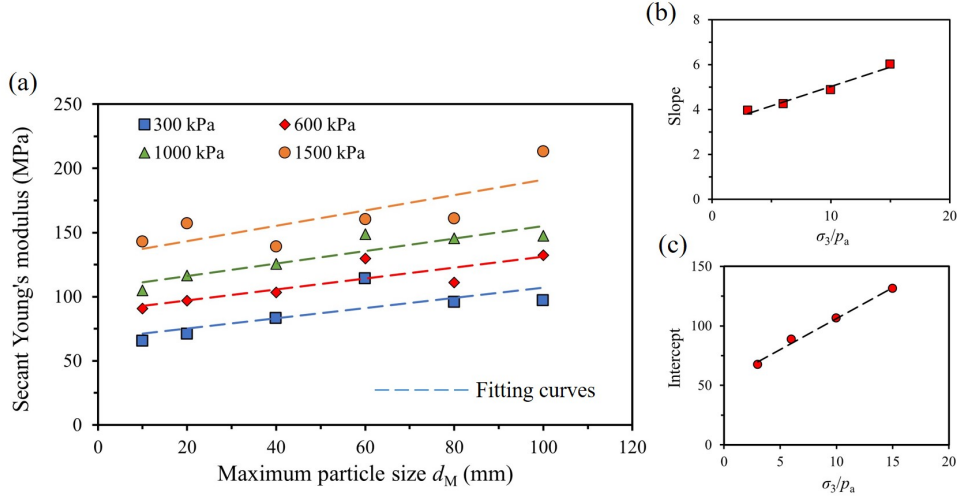 (a)
Secant Young's modulus (MPa)
250
200
150
100
50
0
300 kPa
600 kPa
1000 kPa
1500 kPa
Fitting curves
0 20 40 60 80 100 120
Maximum particle size dM (mm)
(b)
Slope
8
6
4
2
0
0 10 20
σ3/pa
(c)
Intercept
150
100
50
0
0 5 10 15 20
σ3/pa